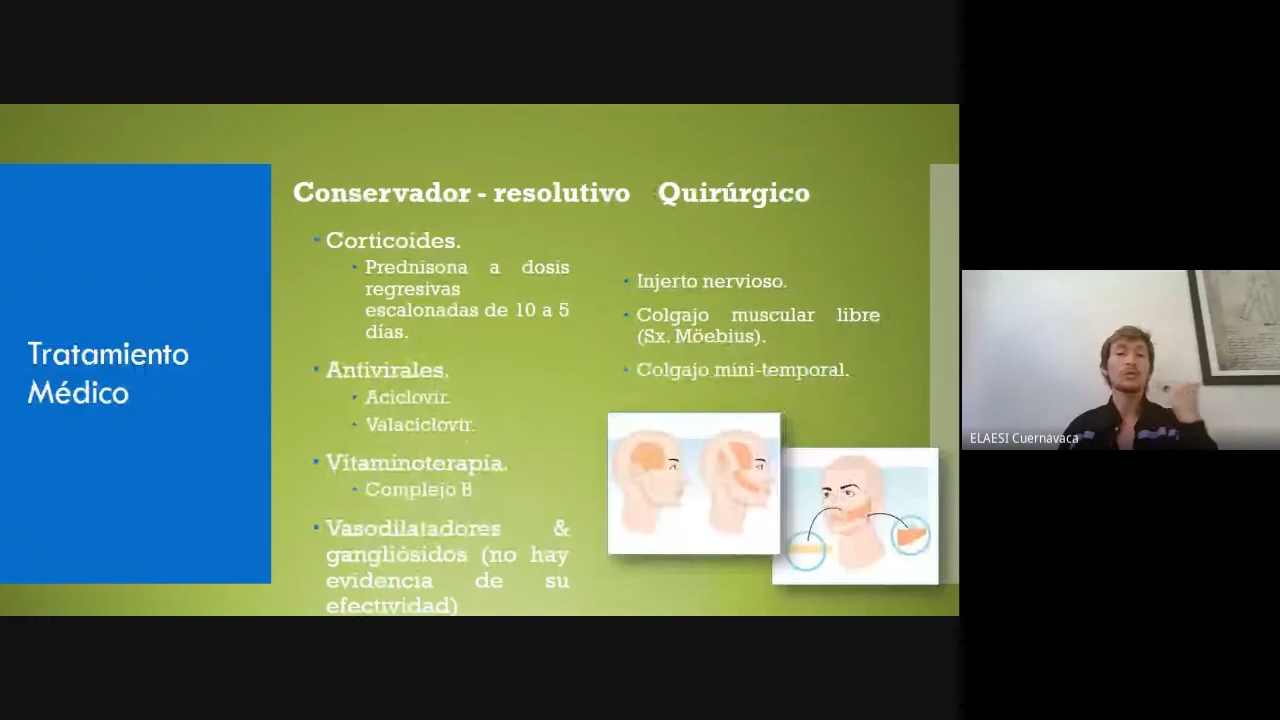 Tratamiento
Médico
Conservador - resolutivo
Corticoides.
Prednisona a dosis
regresivas
escalonadas de 10 a 5
días.
Antivirales.
Aciclovir.
Valaciclovir.
Vitaminoterapia.
Complejo B
Vasodilatadores &
gangliósidos (no hay
evidencia de su
efectividad)
Quirúrgico
Injerto nervioso.
Colgajo muscular libre
(Sx. Möebius).
Colgajo mini-temporal.
ELAESI Cuernavaca